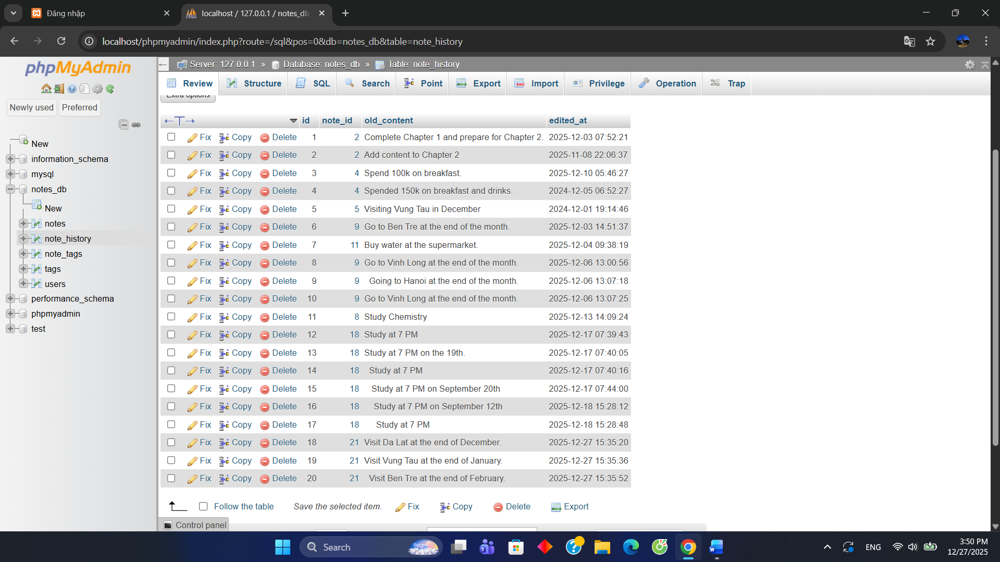 Đăng nhập
localhost / 127.0.0.1 / notes_db
localhost/phpmyadmin/index.php?route=/sql&pos=0&db=notes_db&table=note_history
phpMyAdmin
Server: 127.0.0.1 » Database: notes_db » Table: note_history
Review Structure SQL Search Point Export Import Privilege Operation Trap
Extra options
Newly used Preferred
New
information_schema
mysql
notes_db
New
notes
note_history
note_tags
tags
users
performance_schema
phpmyadmin
test
←T→ id note_id old_content edited_at
Fix Copy Delete 1 2 Complete Chapter 1 and prepare for Chapter 2. 2025-12-03 07:52:21
Fix Copy Delete 2 2 Add content to Chapter 2 2025-11-08 22:06:37
Fix Copy Delete 3 4 Spend 100k on breakfast. 2025-12-10 05:46:27
Fix Copy Delete 4 4 Spended 150k on breakfast and drinks. 2024-12-05 06:52:27
Fix Copy Delete 5 5 Visiting Vung Tau in December 2024-12-01 19:14:46
Fix Copy Delete 6 9 Go to Ben Tre at the end of the month. 2025-12-03 14:51:37
Fix Copy Delete 7 11 Buy water at the supermarket. 2025-12-04 09:38:19
Fix Copy Delete 8 9 Go to Vinh Long at the end of the month. 2025-12-06 13:00:56
Fix Copy Delete 9 9 Going to Hanoi at the end of the month. 2025-12-06 13:07:18
Fix Copy Delete 10 9 Go to Vinh Long at the end of the month. 2025-12-06 13:07:25
Fix Copy Delete 11 8 Study Chemistry 2025-12-13 14:09:24
Fix Copy Delete 12 18 Study at 7 PM 2025-12-17 07:39:43
Fix Copy Delete 13 18 Study at 7 PM on the 19th. 2025-12-17 07:40:05
Fix Copy Delete 14 18 Study at 7 PM 2025-12-17 07:40:16
Fix Copy Delete 15 18 Study at 7 PM on September 20th 2025-12-17 07:44:00
Fix Copy Delete 16 18 Study at 7 PM on September 12th 2025-12-18 15:28:12
Fix Copy Delete 17 18 Study at 7 PM 2025-12-18 15:28:48
Fix Copy Delete 18 21 Visit Da Lat at the end of December. 2025-12-27 15:35:20
Fix Copy Delete 19 21 Visit Vung Tau at the end of January. 2025-12-27 15:35:36
Fix Copy Delete 20 21 Visit Ben Tre at the end of February. 2025-12-27 15:35:52
Follow the table Save the selected item. Fix Copy Delete Export
Control panel
Search
ENG
3:50 PM
12/27/2025